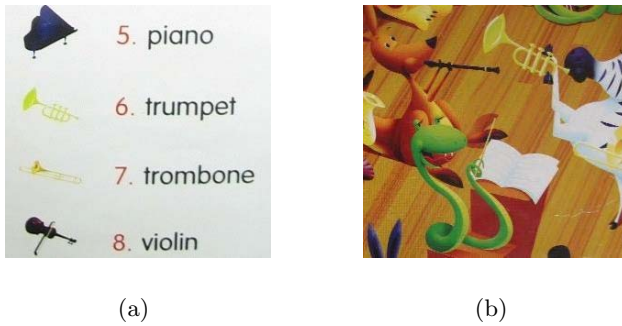 5. piano
6. trumpet
7. trombone
8. violin
(a)
(b)